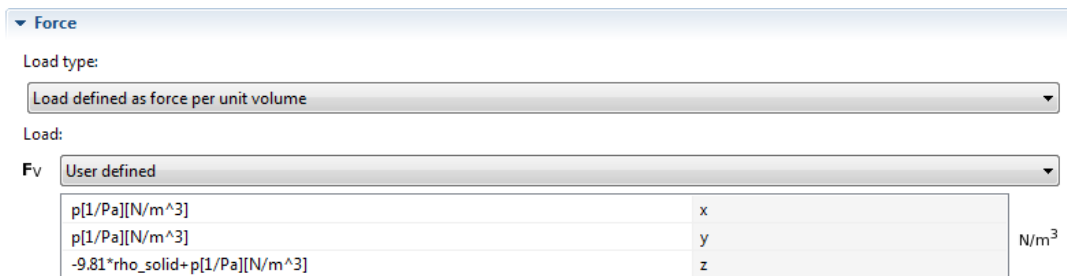 Force
Load type:
Load defined as force per unit volume
Load:
FV User defined
p[1/Pa][N/m^3] x
p[1/Pa][N/m^3] y N/m³
-9.81*rho_solid+p[1/Pa][N/m^3] z